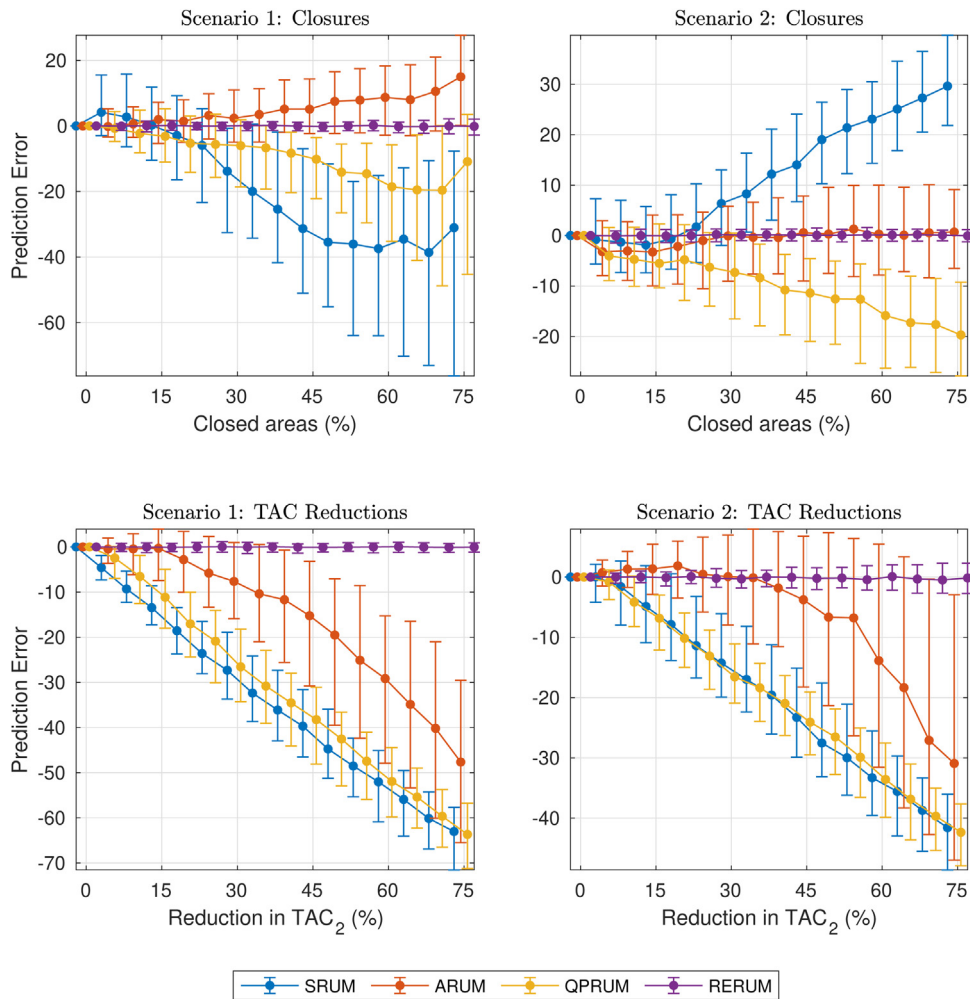 Scenario 1: Closures
Scenario 2: Closures
Prediction Error
20
0
-20
-40
-60
0 15 30 45 60 75
Closed areas (%)
30
20
10
0
-10
-20
0 15 30 45 60 75
Closed areas (%)
Scenario 1: TAC Reductions
Scenario 2: TAC Reductions
Prediction Error
0
-10
-20
-30
-40
-50
-60
-70
0 15 30 45 60 75
Reduction in TAC₂ (%)
0
-10
-20
-30
-40
0 15 30 45 60 75
Reduction in TAC₂ (%)
SRUM ARUM QPRUM RERUM